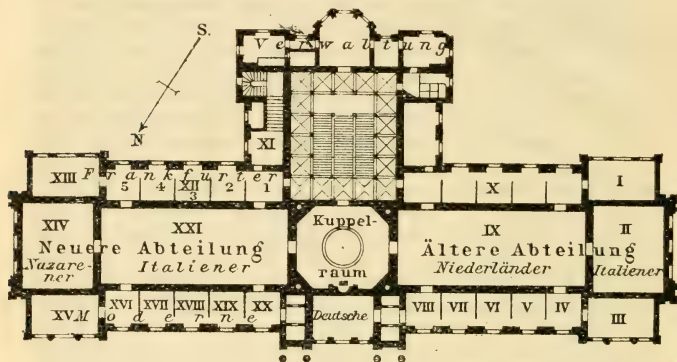 S.
N
Verwaltung
XI
XIII Frankfurter
5 4 XII 3 2 1
X
I
XIV
XXI
Kuppel-
IX
II
Neuere Abteilung
Ältere Abteilung
Nazare-
ner
Italiener
raum
Niederländer
Italiener
XV Moderne
XVI XVII XVIII XIX XX
Deutsche
VIII VII VI V IV
III